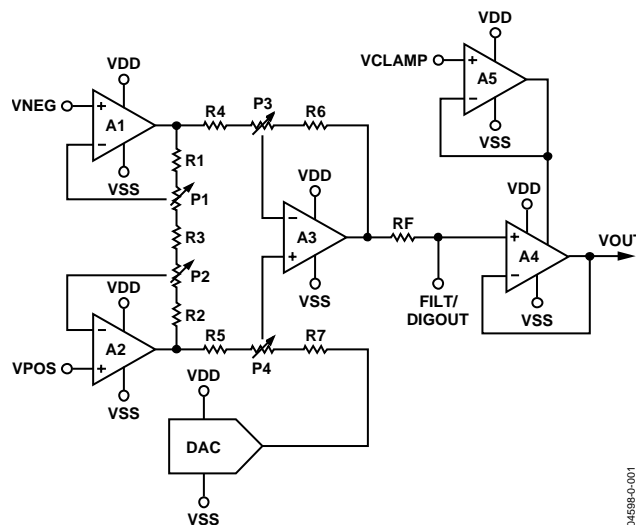 VDD
VCLAMP
+
A5
−
VSS
VDD
VNEG
+
A1
−
VSS
R4
P3
R6
R1
P1
R3
P2
R2
VDD
−
A3
+
VSS
RF
FILT/
DIGOUT
VDD
+
A4
−
VSS
VOUT
VDD
−
A2
+
VPOS
VSS
R5
P4
R7
VDD
DAC
VSS
04598-0-001